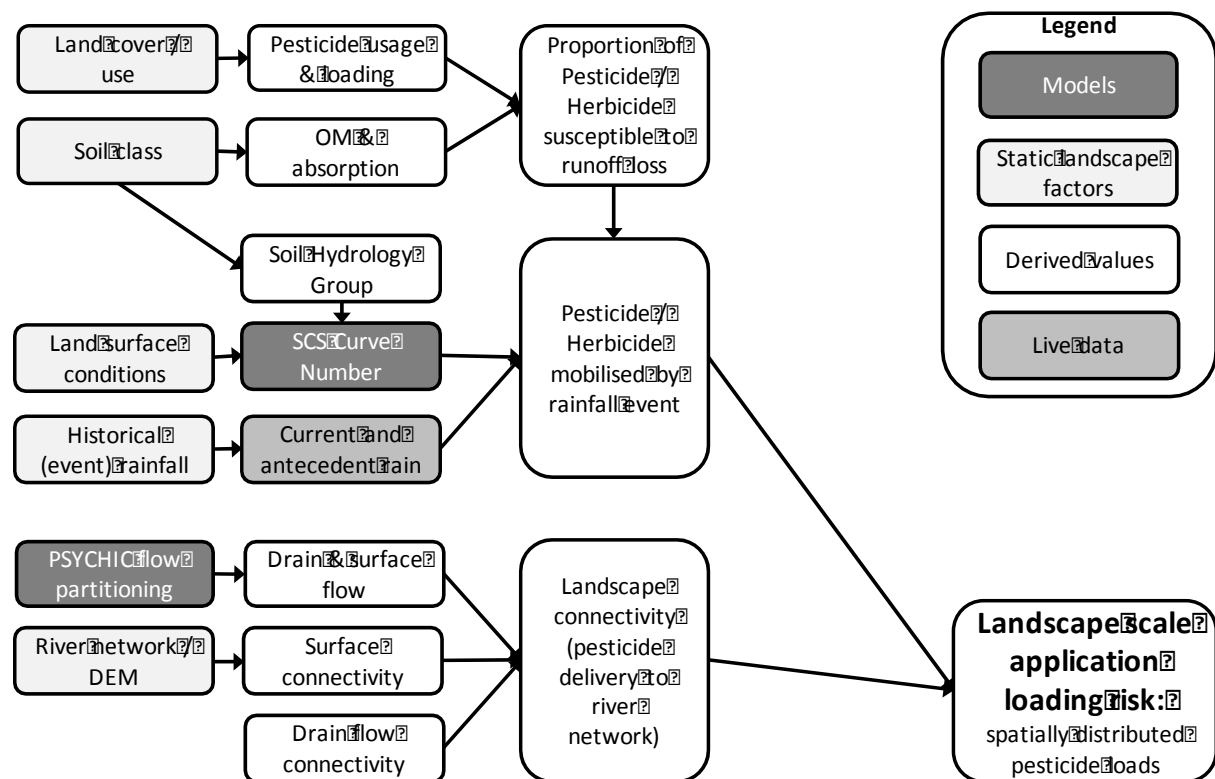 Land cover /
use
Pesticide usage
& loading
Proportion of
Pesticide /
Herbicide
susceptible to
runoff loss
Soil class
OM &
absorption
Soil Hydrology
Group
Land surface
conditions
SCS Curve
Number
Pesticide /
Herbicide
mobilised by
rainfall event
Historical
(event) rainfall
Current and
antecedent rain
PSYCHIC flow
partitioning
Drain & surface
flow
River network /
DEM
Surface
connectivity
Drain flow
connectivity
Landscape
connectivity
(pesticide
delivery to
river
network)
Landscape scale
application
loading risk:
spatially distributed
pesticide loads
Legend
Models
Static landscape
factors
Derived values
Live data